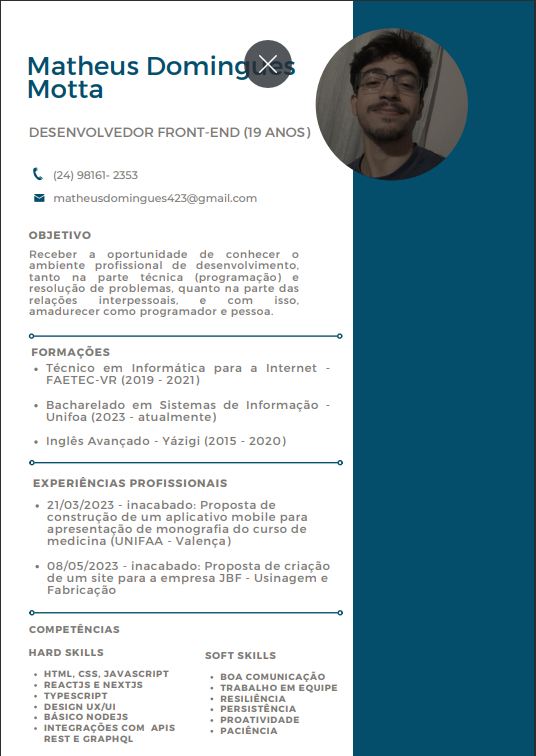 Matheus Domingues
Motta
DESENVOLVEDOR FRONT-END (19 ANOS)
(24) 98161- 2353
matheusdomingues423@gmail.com
OBJETIVO
Receber a oportunidade de conhecer o
ambiente profissional de desenvolvimento,
tanto na parte técnica (programação) e
resolução de problemas, quanto na parte das
relações interpessoais, e com isso,
amadurecer como programador e pessoa.
FORMAÇÕES
• Técnico em Informática para a Internet -
FAETEC-VR (2019 - 2021)
• Bacharelado em Sistemas de Informação -
Unifoa (2023 - atualmente)
• Inglês Avançado - Yázigi (2015 - 2020)
EXPERIÊNCIAS PROFISSIONAIS
• 21/03/2023 - inacabado: Proposta de
construção de um aplicativo mobile para
apresentação de monografia do curso de
medicina (UNIFAA - Valença)
• 08/05/2023 - inacabado: Proposta de criação
de um site para a empresa JBF - Usinagem e
Fabricação
COMPETÊNCIAS
HARD SKILLS
• HTML, CSS, JAVASCRIPT
• REACTJS E NEXTJS
• TYPESCRIPT
• DESIGN UX/UI
• BÁSICO NODEJS
• INTEGRAÇÕES COM APIS
REST E GRAPHQL
SOFT SKILLS
• BOA COMUNICAÇÃO
• TRABALHO EM EQUIPE
• RESILIÊNCIA
• PERSISTÊNCIA
• PROATIVIDADE
• PACIÊNCIA